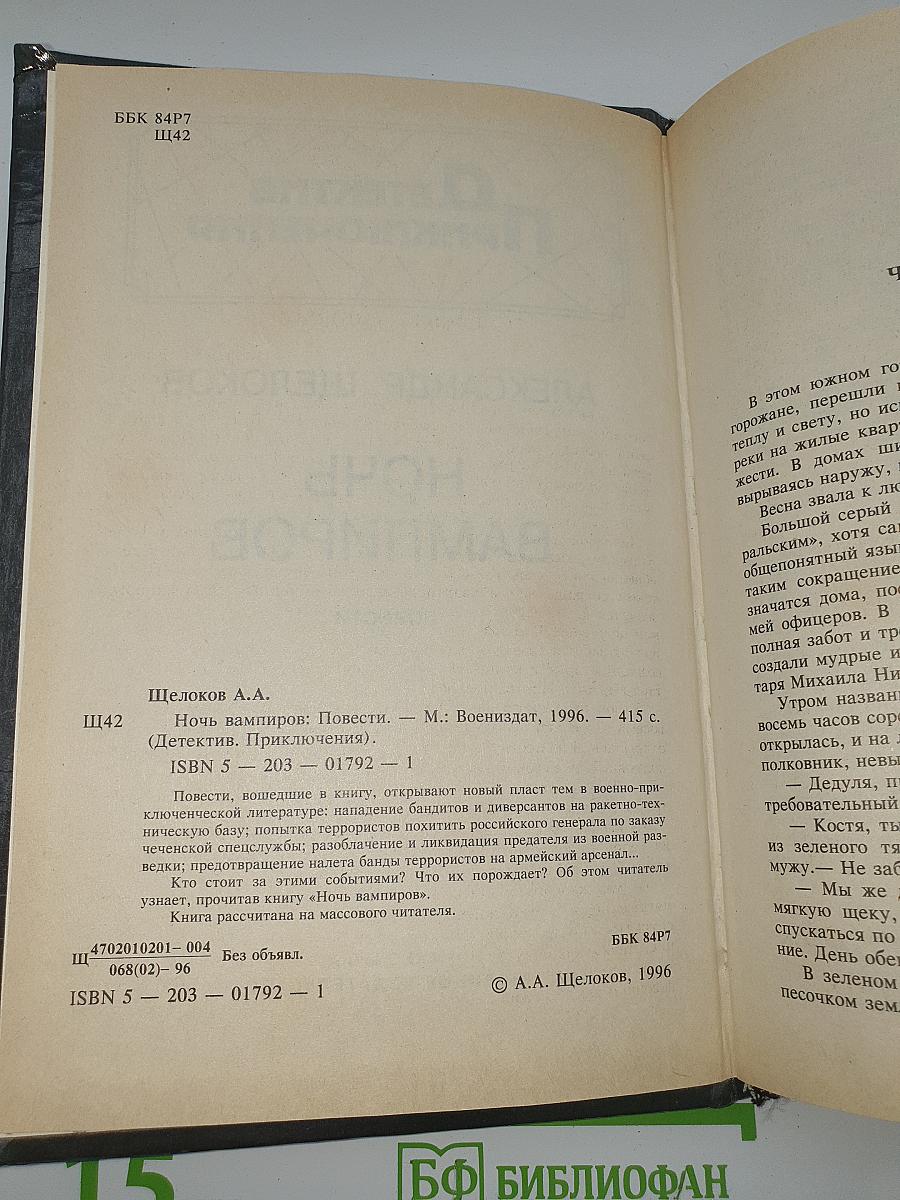 ББК 84Р7
Щ42
Щелоков А.А.
Щ42 Ночь вампиров: Повести. — М.: Воениздат, 1996. — 415 с.
(Детектив. Приключения).
ISBN 5 — 203 — 01792 — 1
Повести, вошедшие в книгу, открывают новый пласт тем в военно-при-
ключенческой литературе: нападение бандитов и диверсантов на ракетно-тех-
ническую базу; попытка террористов похитить российского генерала по заказу
чеченской спецслужбы; разоблачение и ликвидация предателя из военной раз-
ведки; предотвращение налета банды террористов на армейский арсенал...
Кто стоит за этими событиями? Что их порождает? Об этом читатель
узнает, прочитав книгу «Ночь вампиров».
Книга рассчитана на массового читателя.
Щ 4702010201– 004 Без объявл.
068(02)– 96
ББК 84Р7
ISBN 5 — 203 — 01792 — 1
© А.А. Щелоков, 1996
Ч
В этом южном го
горожане, перешли
теплу и свету, но ис
реки на жилые кварт
жести. В домах ши
вырываясь наружу,
Весна звала к лю
Большой серый
ральским», хотя са
общепонятный язы
таким сокращение
значатся дома, пос
мей офицеров. В
полная забот и тре
создали мудрые и
таря Михаила Ни
Утром названн
восемь часов соро
открылась, и на л
полковник, невы
— Дедуля, п
требовательный
— Костя, ты
из зеленого тя
мужу.— Не заб
— Мы же д
мягкую щеку,
спускаться по
ние. День обе
В зеленом
песочком зем
15
БФ БИБЛИОФАН